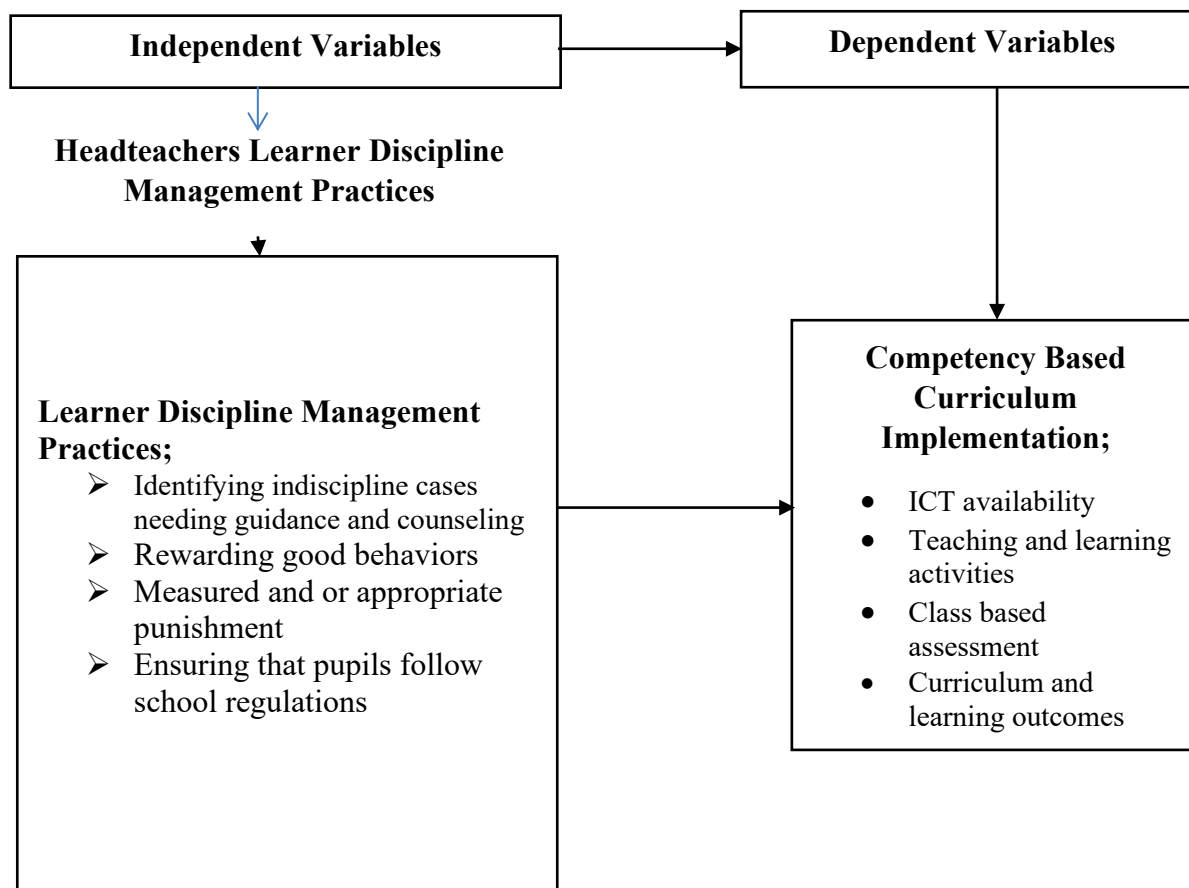 Independent Variables
Dependent Variables
Headteachers Learner Discipline
Management Practices
Learner Discipline Management
Practices;
➢ Identifying indiscipline cases
needing guidance and counseling
➢ Rewarding good behaviors
➢ Measured and or appropriate
punishment
➢ Ensuring that pupils follow
school regulations
Competency Based
Curriculum
Implementation;
• ICT availability
• Teaching and learning
activities
• Class based
assessment
• Curriculum and
learning outcomes